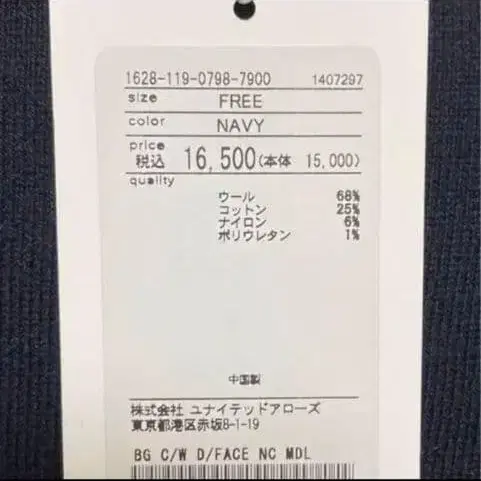 1628-119-0798-7900 1407297
size FREE
color NAVY
price
税込 16,500(本体 15,000)
quality
ウール 68%
コットン 25%
ナイロン 6%
ポリウレタン 1%
中国製
株式会社 ユナイテッドアローズ
東京都港区赤坂8-1-19
BG C/W D/FACE NC MDL